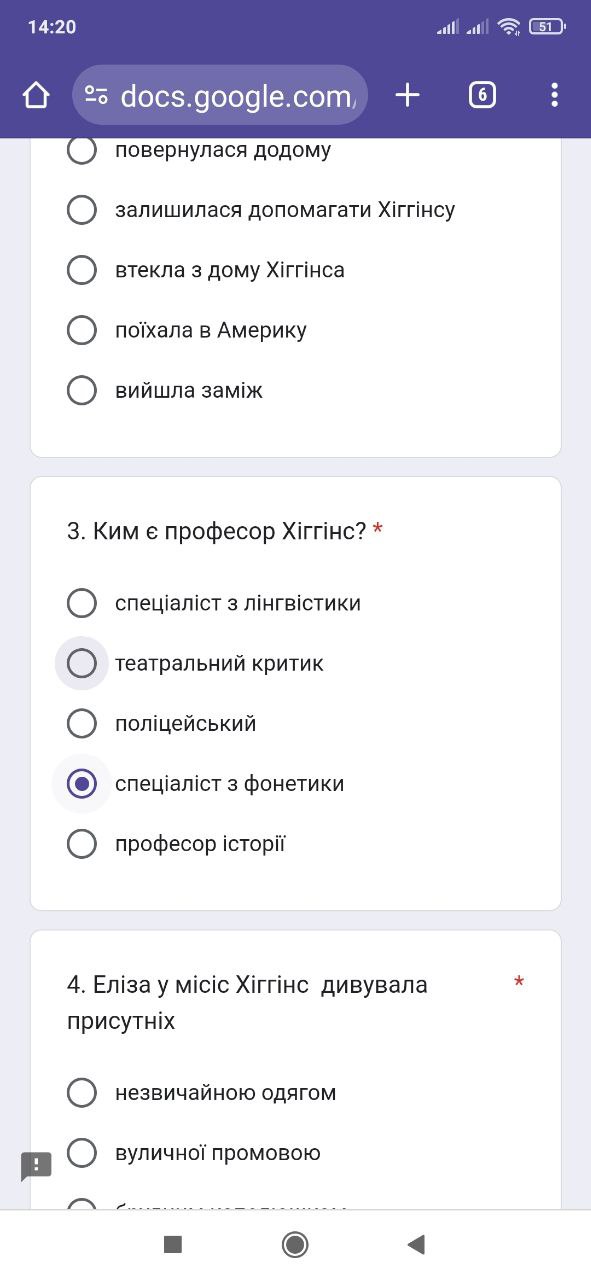 14:20
51
docs.google.com
6
повернулася додому
залишилася допомагати Хіггінсу
втекла з дому Хіггінса
поїхала в Америку
вийшла заміж
3. Ким є професор Хіггінс? *
спеціаліст з лінгвістики
театральний критик
поліцейський
спеціаліст з фонетики
професор історії
4. Еліза у місіс Хіггінс дивувала *
присутніх
незвичайною одягом
вуличної промовою